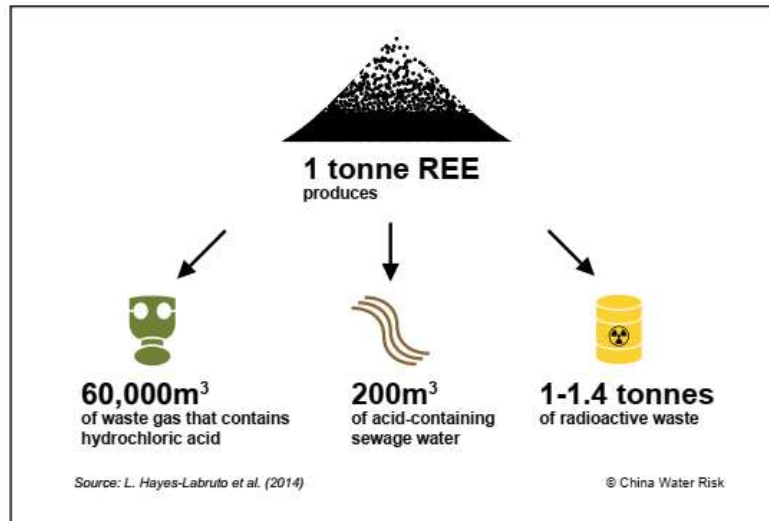 1 tonne REE
produces
60,000m³
of waste gas that contains
hydrochloric acid
200m³
of acid-containing
sewage water
1-1.4 tonnes
of radioactive waste
Source: L. Hayes-Labruto et al. (2014)
© China Water Risk